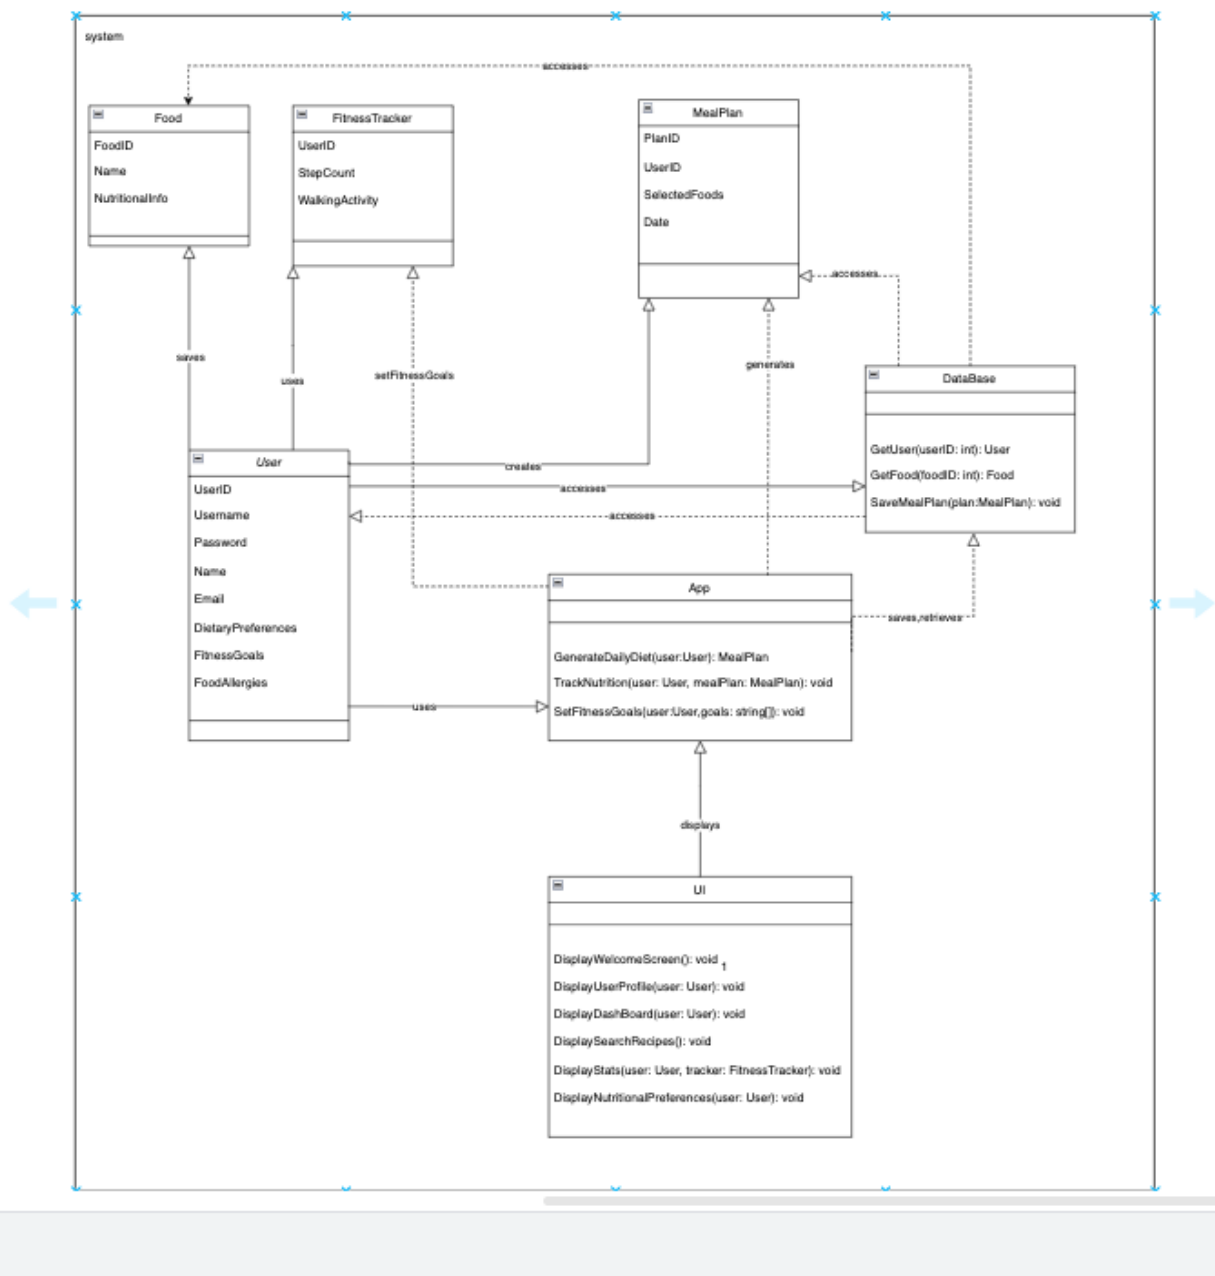 system
accesses
Food
FoodID
Name
NutritionalInfo
FitnessTracker
UserID
StepCount
WalkingActivity
MealPlan
PlanID
UserID
SelectedFoods
Date
accesses
saves
uses
setFitnessGoals
generates
DataBase
GetUser(userID: int): User
GetFood(foodID: int): Food
SaveMealPlan(plan:MealPlan): void
creates
accesses
accesses
User
UserID
Username
Password
Name
Email
DietaryPreferences
FitnessGoals
FoodAllergies
uses
App
GenerateDailyDiet(user:User): MealPlan
TrackNutrition(user: User, mealPlan: MealPlan): void
SetFitnessGoals(user:User,goals: string[]): void
saves,retrieves
displays
UI
DisplayWelcomeScreen(): void
1
DisplayUserProfile(user: User): void
DisplayDashBoard(user: User): void
DisplaySearchRecipes(): void
DisplayStats(user: User, tracker: FitnessTracker): void
DisplayNutritionalPreferences(user: User): void